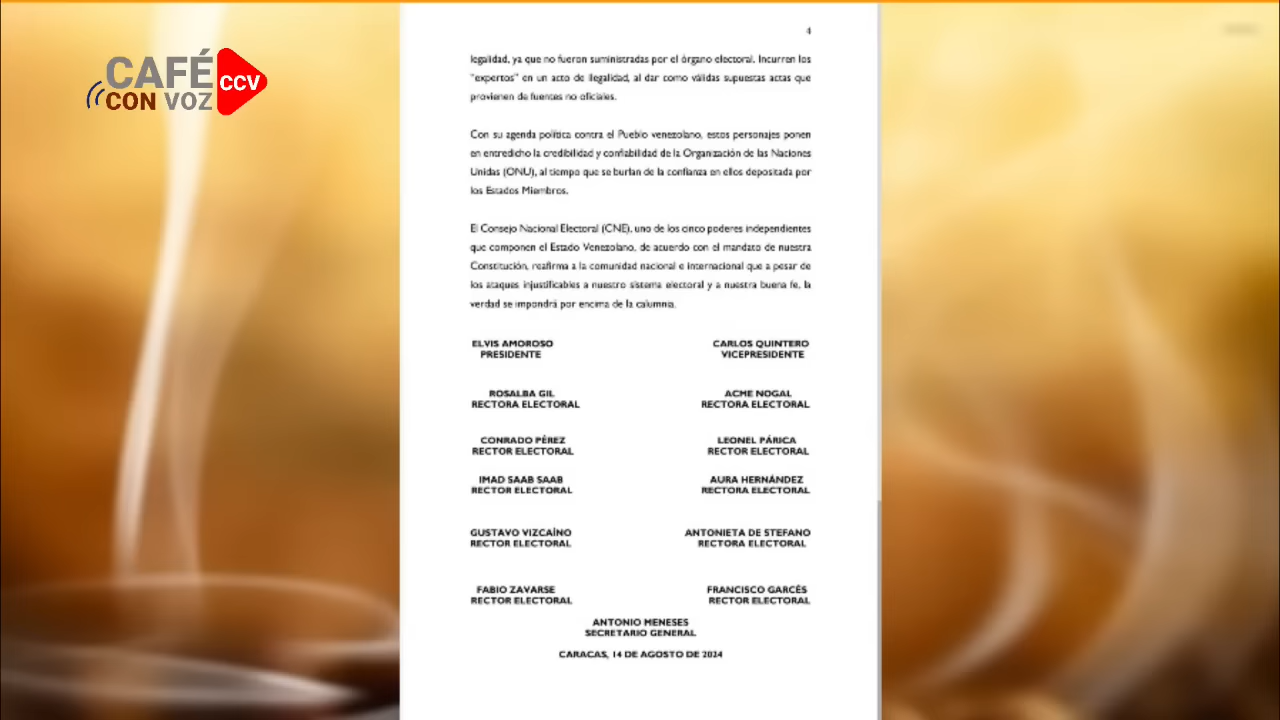 CAFÉ
CON VOZ
CCV
4
legalidad, ya que no fueron suministradas por el órgano electoral. Incurren los
"expertos" en un acto de ilegalidad, al dar como válidas supuestas actas que
provienen de fuentes no oficiales.
Con su agenda política contra el Pueblo venezolano, estos personajes ponen
en entredicho la credibilidad y confiabilidad de la Organización de las Naciones
Unidas (ONU), al tiempo que se burlan de la confianza en ellos depositada por
los Estados Miembros.
El Consejo Nacional Electoral (CNE), uno de los cinco poderes independientes
que componen el Estado Venezolano, de acuerdo con el mandato de nuestra
Constitución, reafirma a la comunidad nacional e internacional que a pesar de
los ataques injustificables a nuestro sistema electoral y a nuestra buena fe, la
verdad se impondrá por encima de la calumnia.
ELVIS AMOROSO CARLOS QUINTERO
PRESIDENTE VICEPRESIDENTE
ROSALBA GIL ACME NOGAL
RECTORA ELECTORAL RECTORA ELECTORAL
CONRADO PÉREZ LEONEL PÁRICA
RECTOR ELECTORAL RECTOR ELECTORAL
IMAD SAAB SAAB AURA HERNÁNDEZ
RECTOR ELECTORAL RECTORA ELECTORAL
GUSTAVO VIZCAÍNO ANTONIETA DE STEFANO
RECTOR ELECTORAL RECTORA ELECTORAL
FABIO ZAVARSE FRANCISCO GARCÉS
RECTOR ELECTORAL RECTOR ELECTORAL
ANTONIO MENESES
SECRETARIO GENERAL
CARACAS, 14 DE AGOSTO DE 2024